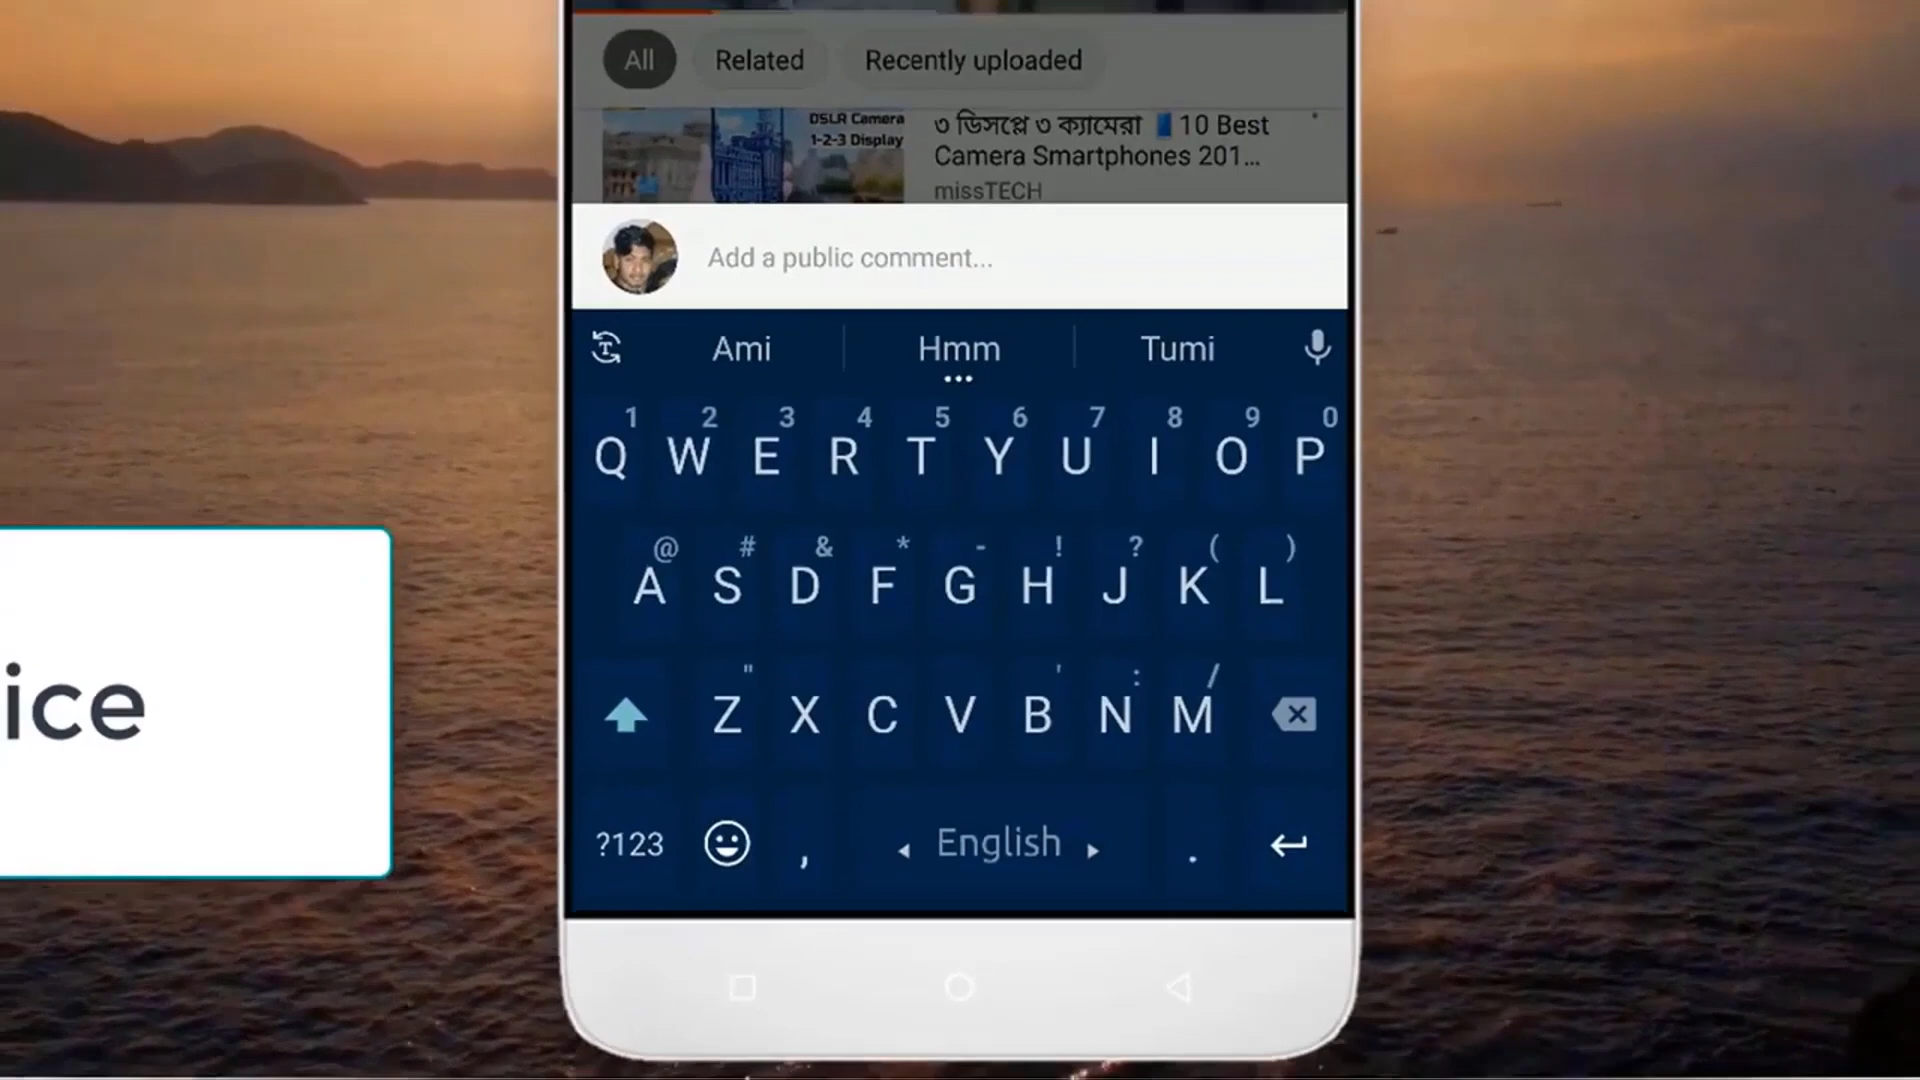 All Related Recently uploaded
DSLR Camera
1-2-3 Display
৩ ডিসপ্লে ৩ ক্যামেরা 10 Best
Camera Smartphones 201...
missTECH
Add a public comment...
Ami Hmm Tumi
1 2 3 4 5 6 7 8 9 0
Q W E R T Y U I O P
@ # & * - ! ? ( )
A S D F G H J K L
" ' : /
Z X C V B N M
?123 , English .
ice